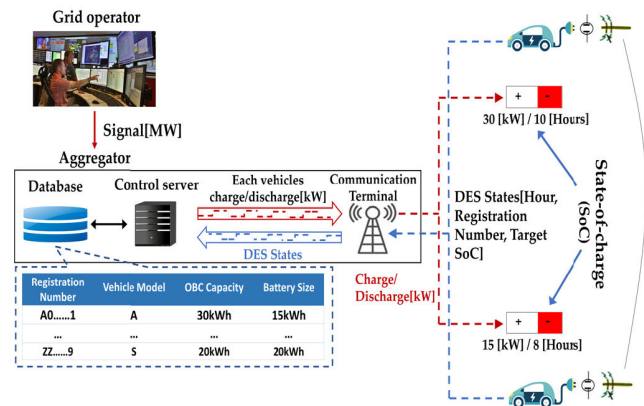 Grid operator
Signal[MW]
Aggregator
Database
Control server
Each vehicles
charge/discharge[kW]
DES States
Communication
Terminal
Registration
Number
Vehicle Model
OBC Capacity
Battery Size
A0......1
A
30kWh
15kWh
...
...
...
...
ZZ......9
S
20kWh
20kWh
Charge/
Discharge[kW]
DES States[Hour,
Registration
Number, Target
SoC]
+
-
30 [kW] / 10 [Hours]
State-of-charge
(SoC)
+
-
15 [kW] / 8 [Hours]